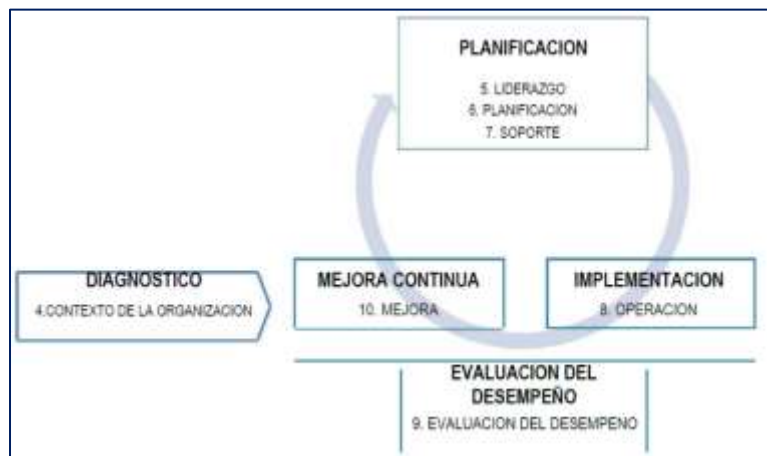 PLANIFICACION
5. LIDERAZGO
6. PLANIFICACION
7. SOPORTE
DIAGNOSTICO
4.CONTEXTO DE LA ORGANIZACION
MEJORA CONTINUA
10. MEJORA
IMPLEMENTACION
8. OPERACION
EVALUACION DEL
DESEMPEÑO
9. EVALUACION DEL DESEMPENO